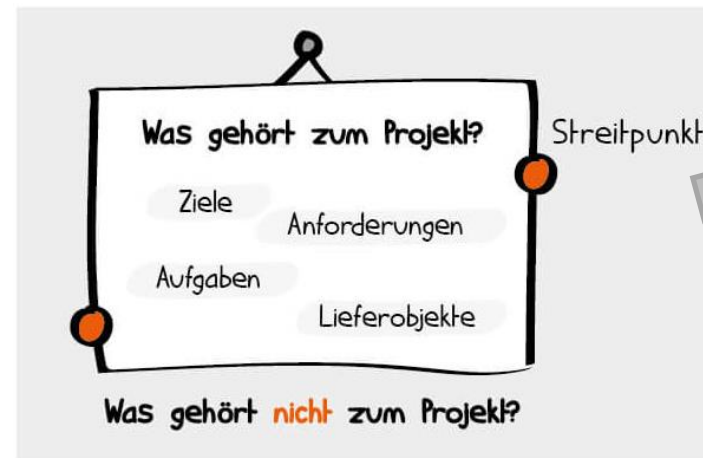 Was gehört zum Projekt?
Streitpunkt
Ziele
Anforderungen
Aufgaben
Lieferobjekte
Was gehört nicht zum Projekt?